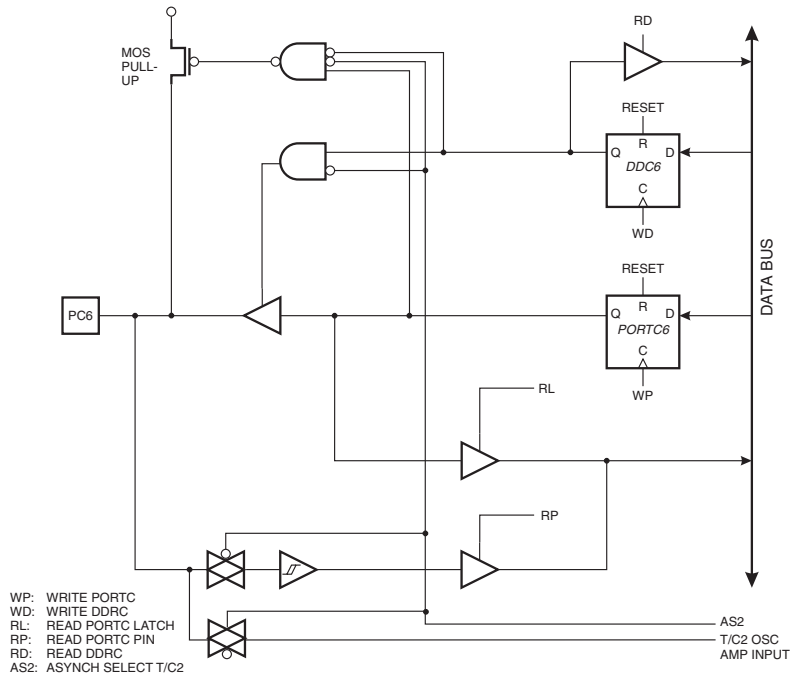 RD
MOS
PULL-
UP
RESET
R
Q
D
DDC6
C
WD
DATA BUS
RESET
R
Q
D
PC6
PORTC6
C
WP
RL
RP
WP: WRITE PORTC
WD: WRITE DDRC
RL: READ PORTC LATCH
RP: READ PORTC PIN
RD: READ DDRC
AS2: ASYNCH SELECT T/C2
AS2
T/C2 OSC
AMP INPUT